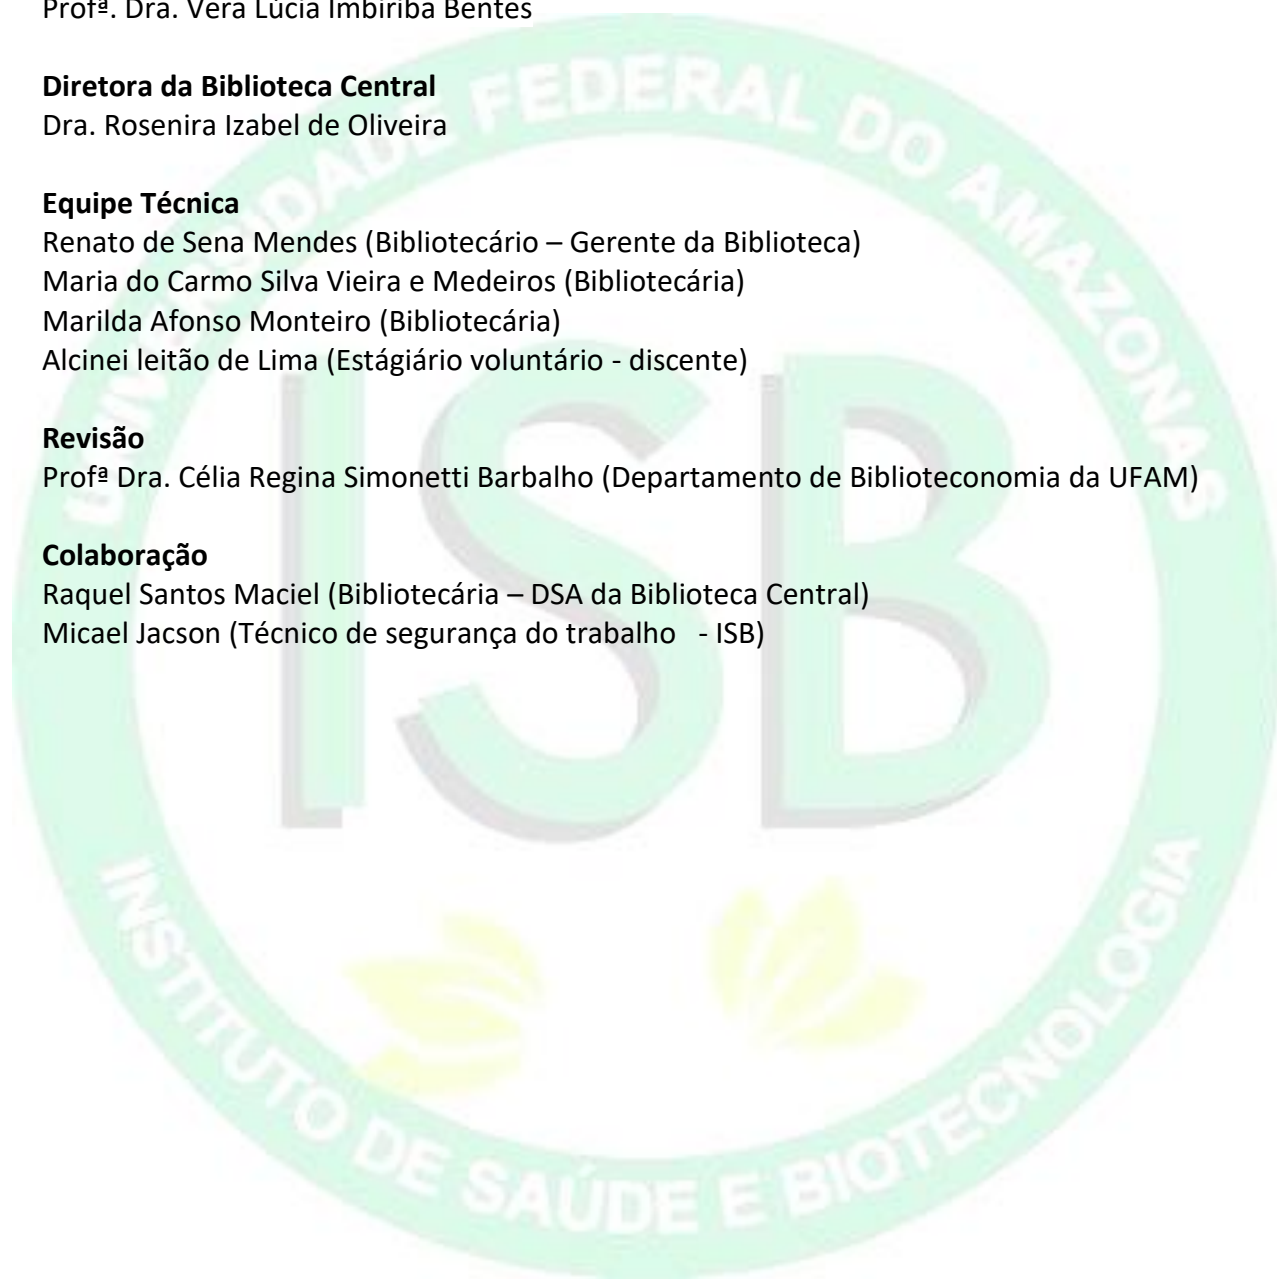 Profª. Dra. Vera Lúcia Imbiriba Bentes
Diretora da Biblioteca Central
Dra. Rosenira Izabel de Oliveira
Equipe Técnica
Renato de Sena Mendes (Bibliotecário – Gerente da Biblioteca)
Maria do Carmo Silva Vieira e Medeiros (Bibliotecária)
Marilda Afonso Monteiro (Bibliotecária)
Alcinei leitão de Lima (Estágiário voluntário - discente)
Revisão
Profª Dra. Célia Regina Simonetti Barbalho (Departamento de Biblioteconomia da UFAM)
Colaboração
Raquel Santos Maciel (Bibliotecária – DSA da Biblioteca Central)
Micael Jacson (Técnico de segurança do trabalho   - ISB)
UNIVERSIDADE FEDERAL DO AMAZONAS
ISB
INSTITUTO DE SAÚDE E BIOTECNOLOGIA